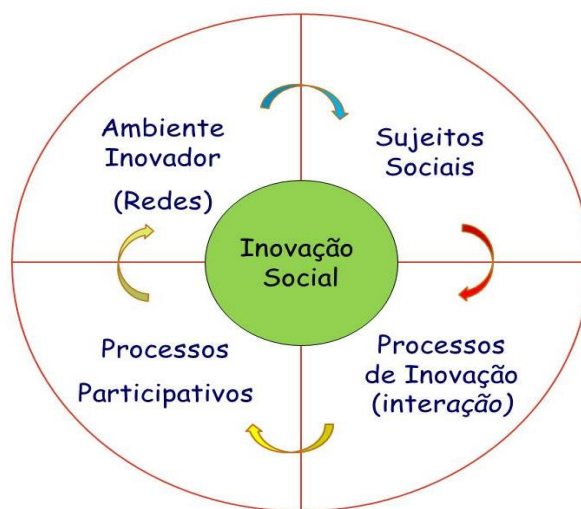 Ambiente
Inovador
(Redes)
Sujeitos
Sociais
Inovação
Social
Processos
Participativos
Processos
de Inovação
(interação)